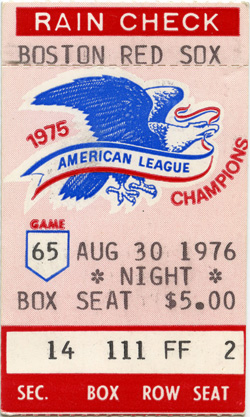 RAIN CHECK
BOSTON RED SOX
1975
AMERICAN LEAGUE
CHAMPIONS
GAME
65 AUG 30 1976
* NIGHT *
BOX SEAT $5.00
14 111 FF 2
SEC. BOX ROW SEAT